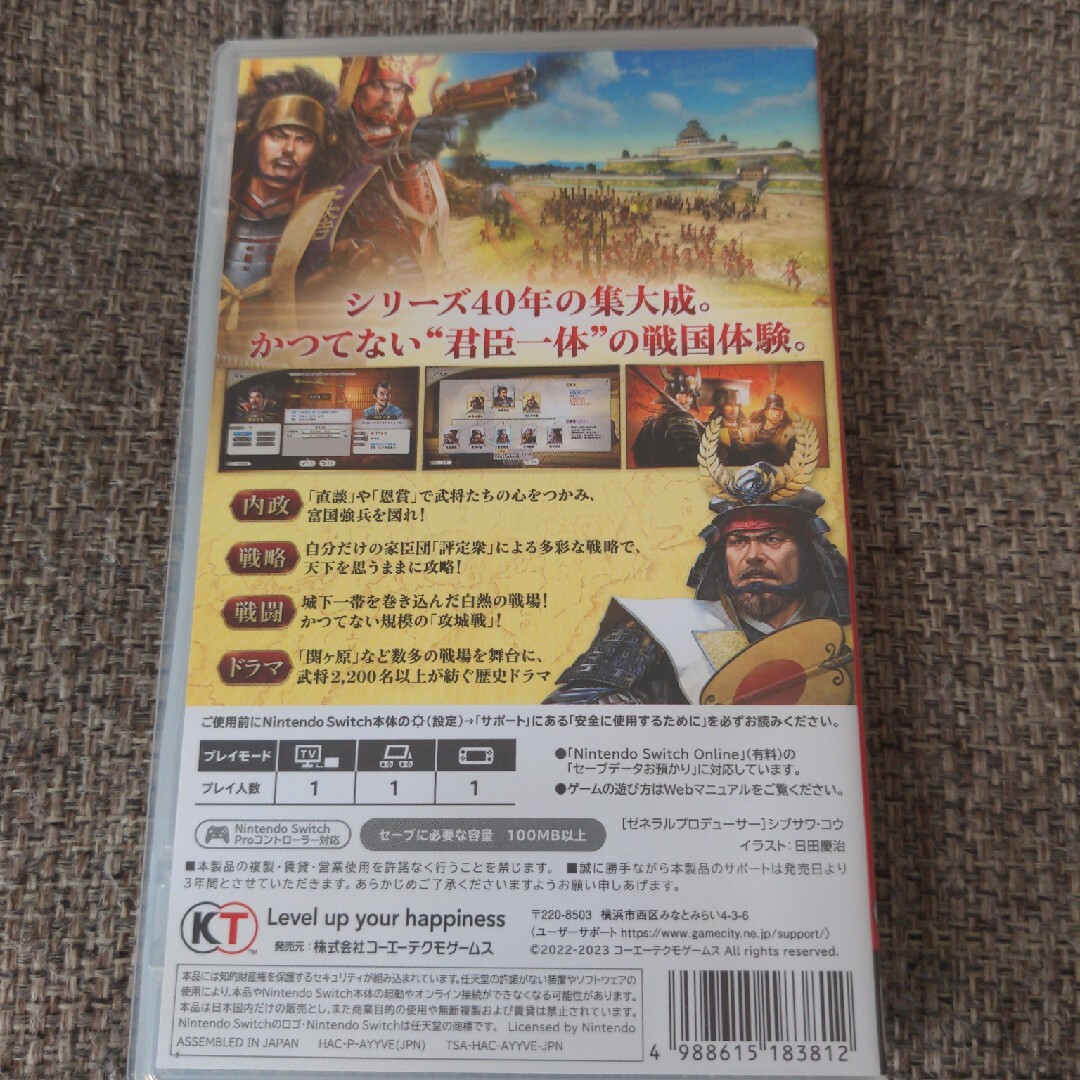 シリーズ40年の集大成。
かつてない“君臣一体”の戦国体験。
内政
「直談」や「恩賞」で武将たちの心をつかみ、
富国強兵を図れ!
戦略
自分だけの家臣団「評定衆」による多彩な戦略で、
天下を思うままに攻略!
戦闘
城下一帯を巻き込んだ白熱の戦場!
かつてない規模の「攻城戦」!
ドラマ
「関ヶ原」など数多の戦場を舞台に、
武将2,200名以上が紡ぐ歴史ドラマ
ご使用前にNintendo Switch本体の(設定)→「サポート」にある「安全に使用するために」を必ずお読みください。
プレイモード TV
プレイ人数 1 1 1
●「Nintendo Switch Online」(有料)の
「セーブデータお預かり」に対応しています。
●ゲームの遊び方はWebマニュアルをご覧ください。
Nintendo Switch
Proコントローラー対応
セーブに必要な容量 100MB以上
[ゼネラルプロデューサー]シブサワ・コウ
イラスト:日田慶治
■本製品の複製・賃貸・営業使用を許諾なく行うことを禁じます。 ■誠に勝手ながら本製品のサポートは発売日より
3年間とさせていただきます。あらかじめご了承くださいますようお願い申しあげます。
KT TM
Level up your happiness
発売元:株式会社コーエーテクモゲームス
〒220-8503 横浜市西区みなとみらい4-3-6
〈ユーザーサポート https://www.gamecity.ne.jp/support/〉
©2022-2023 コーエーテクモゲームス All rights reserved.
本品には知的財産権を保護するセキュリティが組み込まれています。任天堂の許諾がない装置やソフトウェアの
使用により、本品やNintendo Switch本体の起動やオンライン接続ができなくなる可能性があります。
本品は日本国内だけの販売とし、また商業目的の使用や無断複製および賃貸は禁止されています。
Nintendo Switchのロゴ・Nintendo Switchは任天堂の商標です。 Licensed by Nintendo
ASSEMBLED IN JAPAN HAC-P-AYYVE(JPN) TSA-HAC-AYYVE-JPN
4 988615 183812